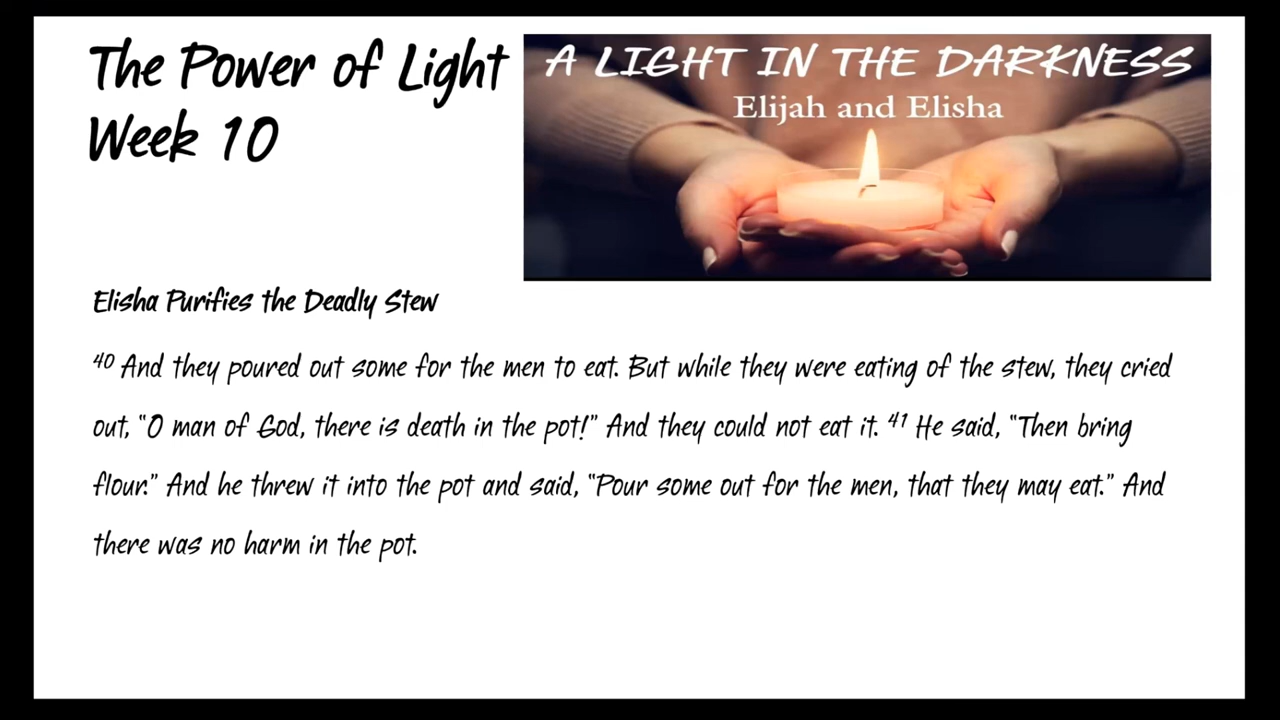 The Power of Light
Week 10
A LIGHT IN THE DARKNESS
Elijah and Elisha
Elisha Purifies the Deadly Stew
40 And they poured out some for the men to eat. But while they were eating of the stew, they cried
out, “O man of God, there is death in the pot!” And they could not eat it. 41 He said, “Then bring
flour.” And he threw it into the pot and said, “Pour some out for the men, that they may eat.” And
there was no harm in the pot.